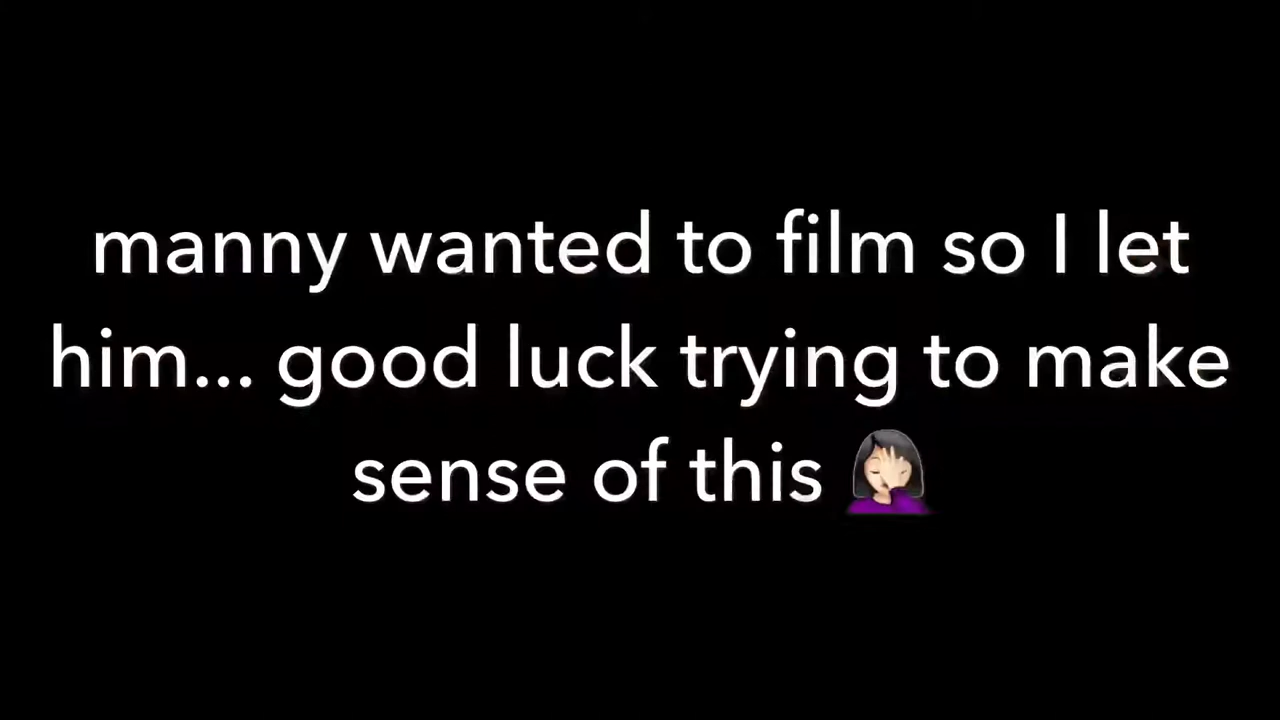 manny wanted to film so I let
him... good luck trying to make
sense of this 🤦🏻‍♀️